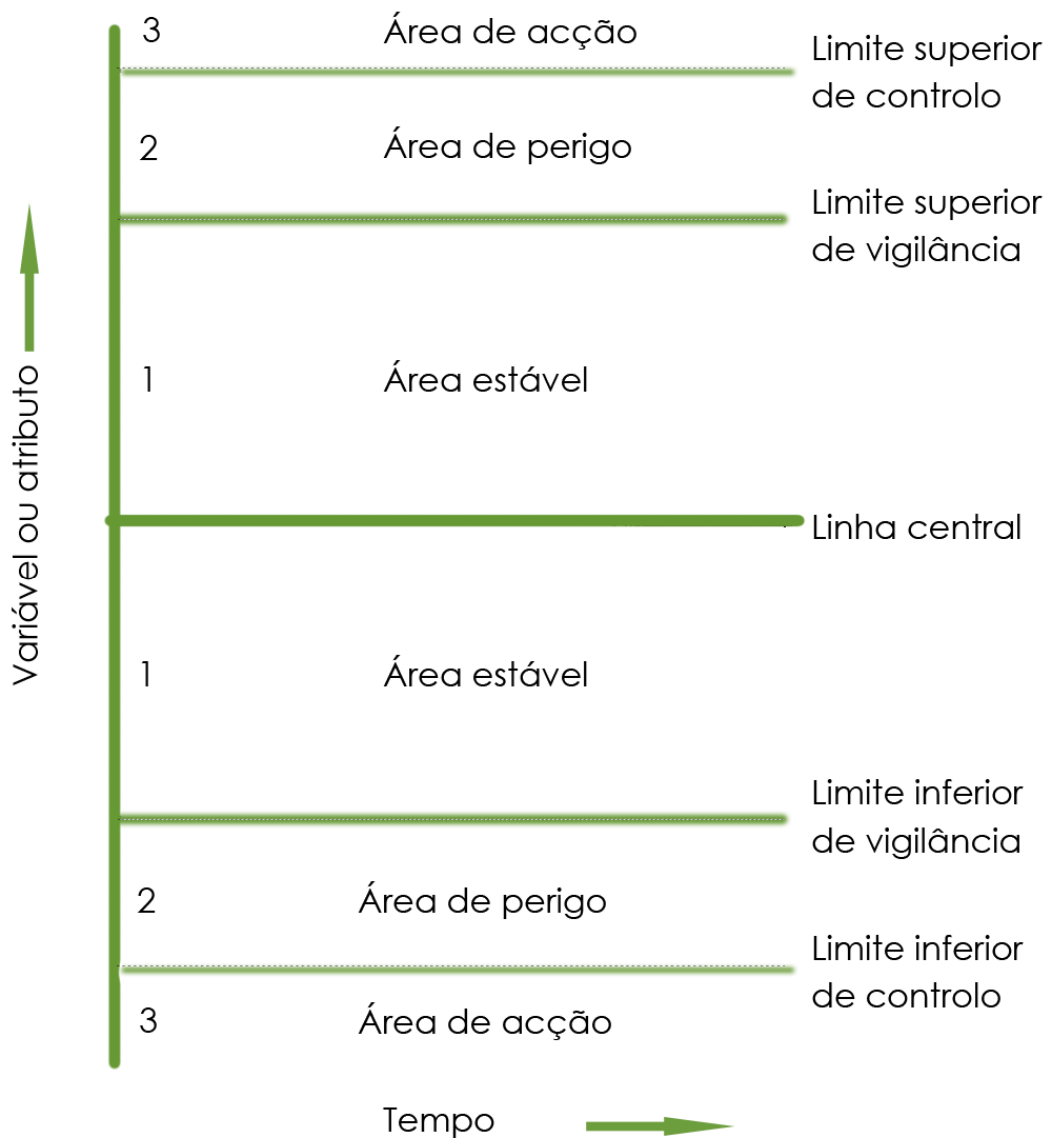 3 Área de acção
Limite superior
de controlo
2 Área de perigo
Limite superior
de vigilância
1 Área estável
Variável ou atributo
Linha central
1 Área estável
Limite inferior
de vigilância
2 Área de perigo
Limite inferior
de controlo
3 Área de acção
Tempo